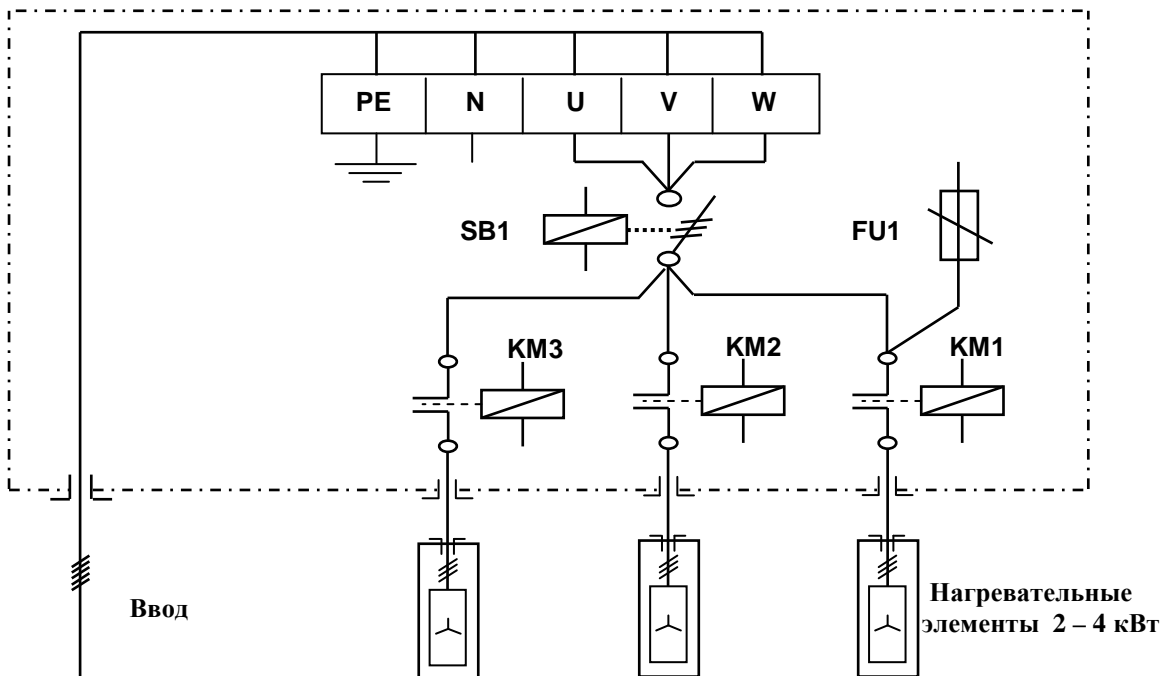 PE N U V W
SB1 FU1
KM3 KM2 KM1
Ввод
Нагревательные
элементы 2 – 4 кВт